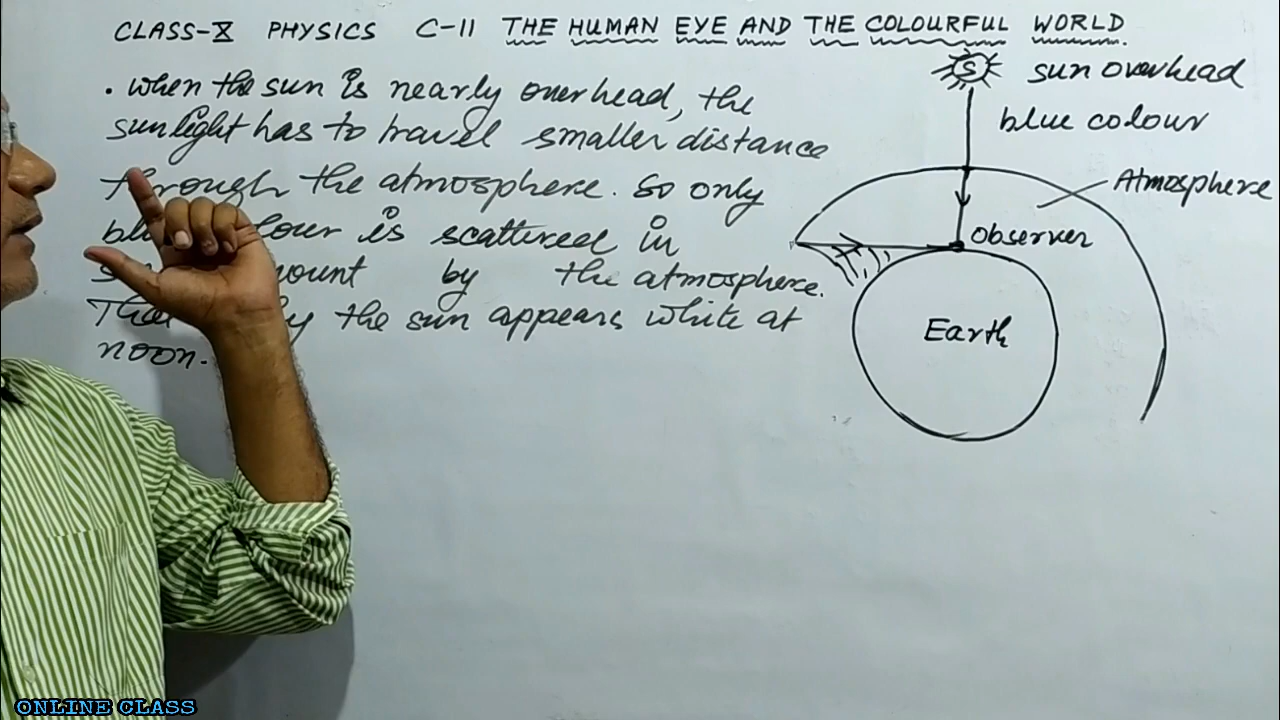 CLASS-X PHYSICS C-11 THE HUMAN EYE AND THE COLOURFUL WORLD
. when the sun is nearly overhead, the
sunlight has to travel smaller distance
through the atmosphere. So only
is scattered in
by the atmosphere.
the sun appears white at
noon.
S
sun overhead
blue colour
Atmosphere
Observer
Earth
ONLINE CLASS